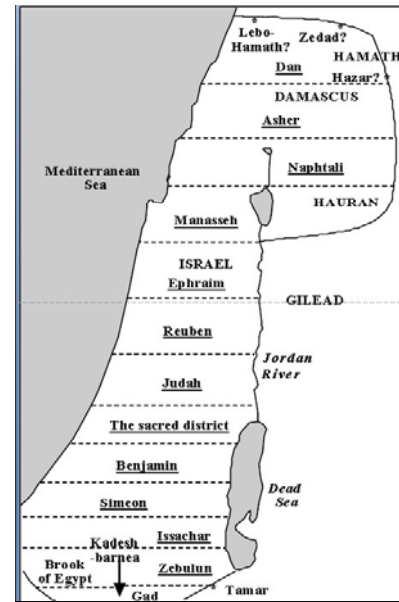 Lebo-
Hamath?
Zedad?
HAMATH
Dan
Hazar?
DAMASCUS
Asher
Mediterranean
Sea
Naphtali
HAURAN
Manasseh
ISRAEL
Ephraim
GILEAD
Reuben
Jordan
River
Judah
The sacred district
Benjamin
Dead
Sea
Simeon
Issachar
Kadesh
-barnea
Brook
of Egypt
Zebulun
Tamar
Gad